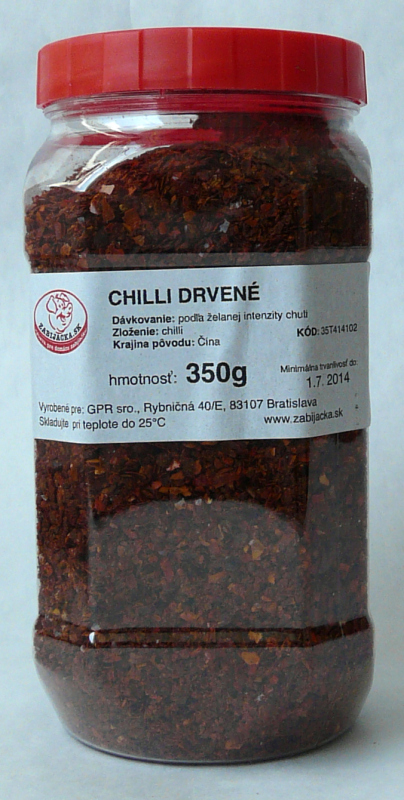 CHILLI DRVENÉ
Dávkovanie: podľa želanej intenzity chuti
Zloženie: chilli
KÓD: 35T414102
Krajina pôvodu: Čína
hmotnosť: 350g
Minimálna trvanlivosť do:
1.7. 2014
Vyrobené pre: GPR sro., Rybničná 40/E, 83107 Bratislava
Skladujte pri teplote do 25°C
www.zabijacka.sk
ZABIJAČKA.SK